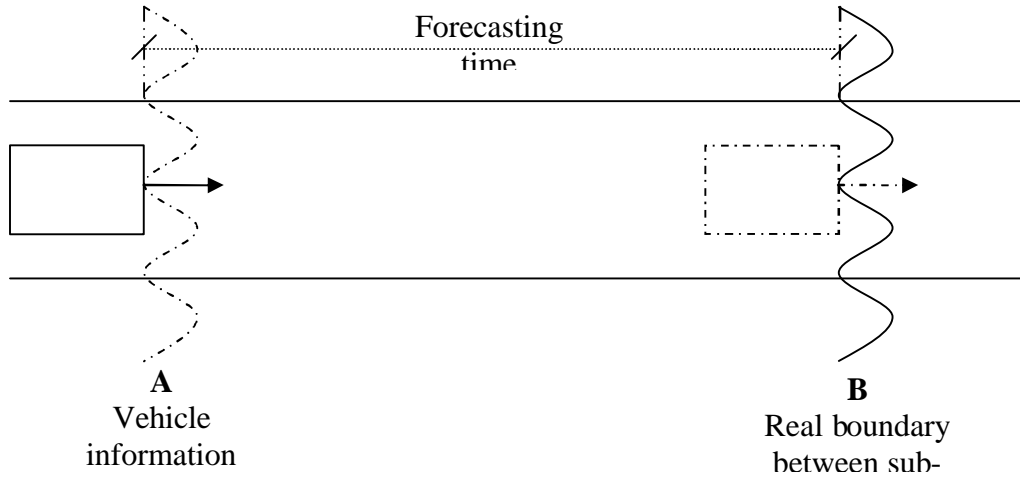 Forecasting
time
A
Vehicle
information
B
Real boundary
between sub-